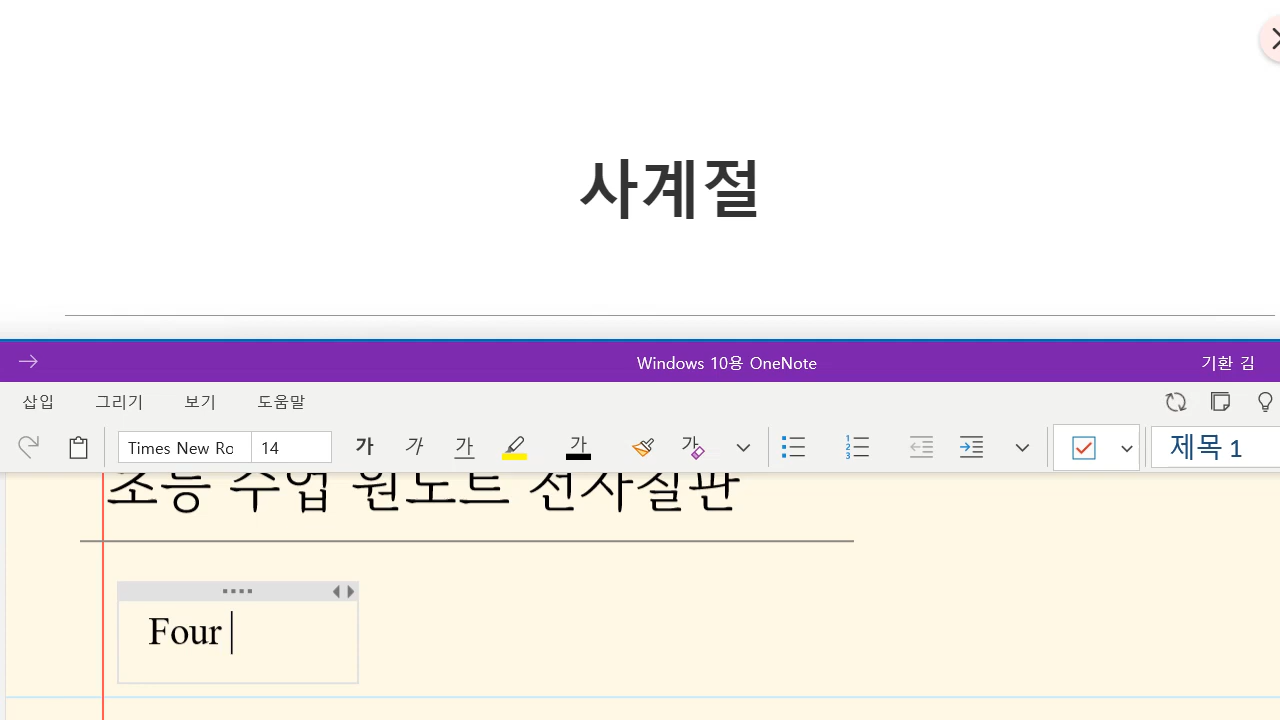 사계절
Windows 10용 OneNote
기환 김
삽입 그리기 보기 도움말
Times New Ro 14 가 가 가 가 가 제목 1
초등 수업 원노트 전자칠판
Four